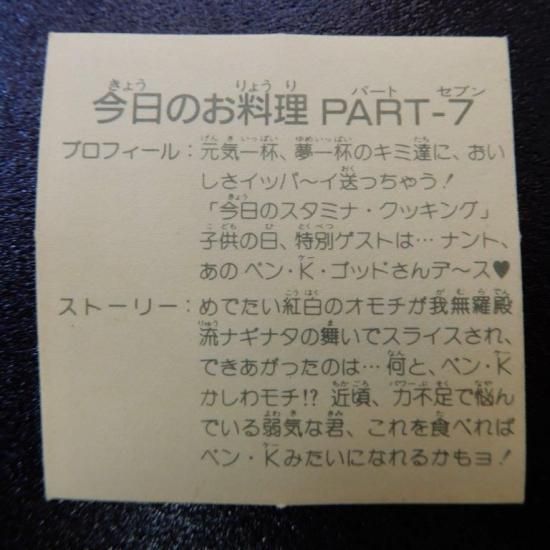 今日のお料理 PART-7
プロフィール：元気一杯、夢一杯のキミ達に、おい
しさイッパ〜イ送っちゃう！
「今日のスタミナ・クッキング」
子供の日、特別ゲストは…ナント、
あのベン・K・ゴッドさんデ〜ス♥
ストーリー：めでたい紅白のオモチが我無羅殿
流ナギナタの舞いでスライスされ、
できあがったのは…何と、ベン・K
かしわモチ!? 近頃、力不足で悩ん
でいる弱気な君、これを食べれば
ベン・Kみたいになれるかもヨ！